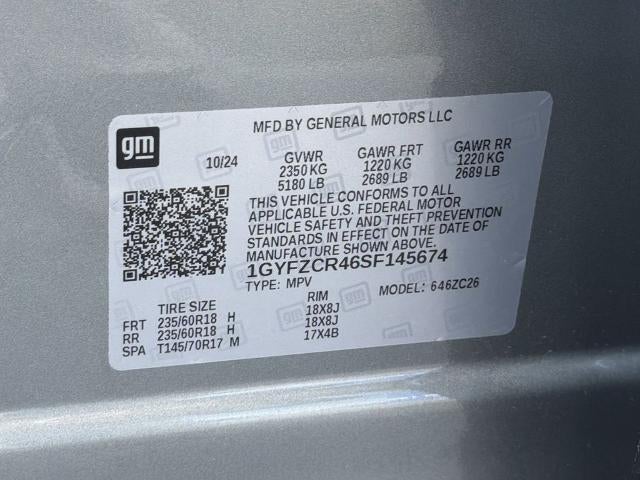 gm
MFD BY GENERAL MOTORS LLC
10/24 GVWR GAWR FRT GAWR RR
2350 KG 1220 KG 1220 KG
5180 LB 2689 LB 2689 LB
THIS VEHICLE CONFORMS TO ALL
APPLICABLE U.S. FEDERAL MOTOR
VEHICLE SAFETY AND THEFT PREVENTION
STANDARDS IN EFFECT ON THE DATE OF
MANUFACTURE SHOWN ABOVE.
1GYFZCR46SF145674
TYPE: MPV MODEL: 646ZC26
TIRE SIZE RIM
FRT 235/60R18 H 18X8J
RR 235/60R18 H 18X8J
SPA T145/70R17 M 17X4B